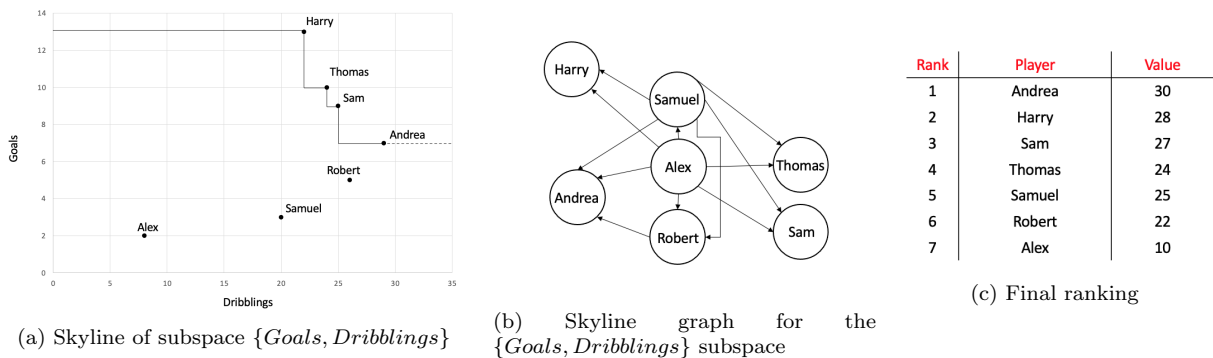 14
12
10
8
6
4
2
0
Goals
Harry
Thomas
Sam
Andrea
Robert
Samuel
Alex
0 5 10 15 20 25 30 35
Dribblings
(a) Skyline of subspace {Goals, Dribblings}
Harry
Samuel
Alex
Thomas
Andrea
Robert
Sam
(b) Skyline graph for the
{Goals, Dribblings} subspace
Rank Player Value
1 Andrea 30
2 Harry 28
3 Sam 27
4 Thomas 24
5 Samuel 25
6 Robert 22
7 Alex 10
(c) Final ranking